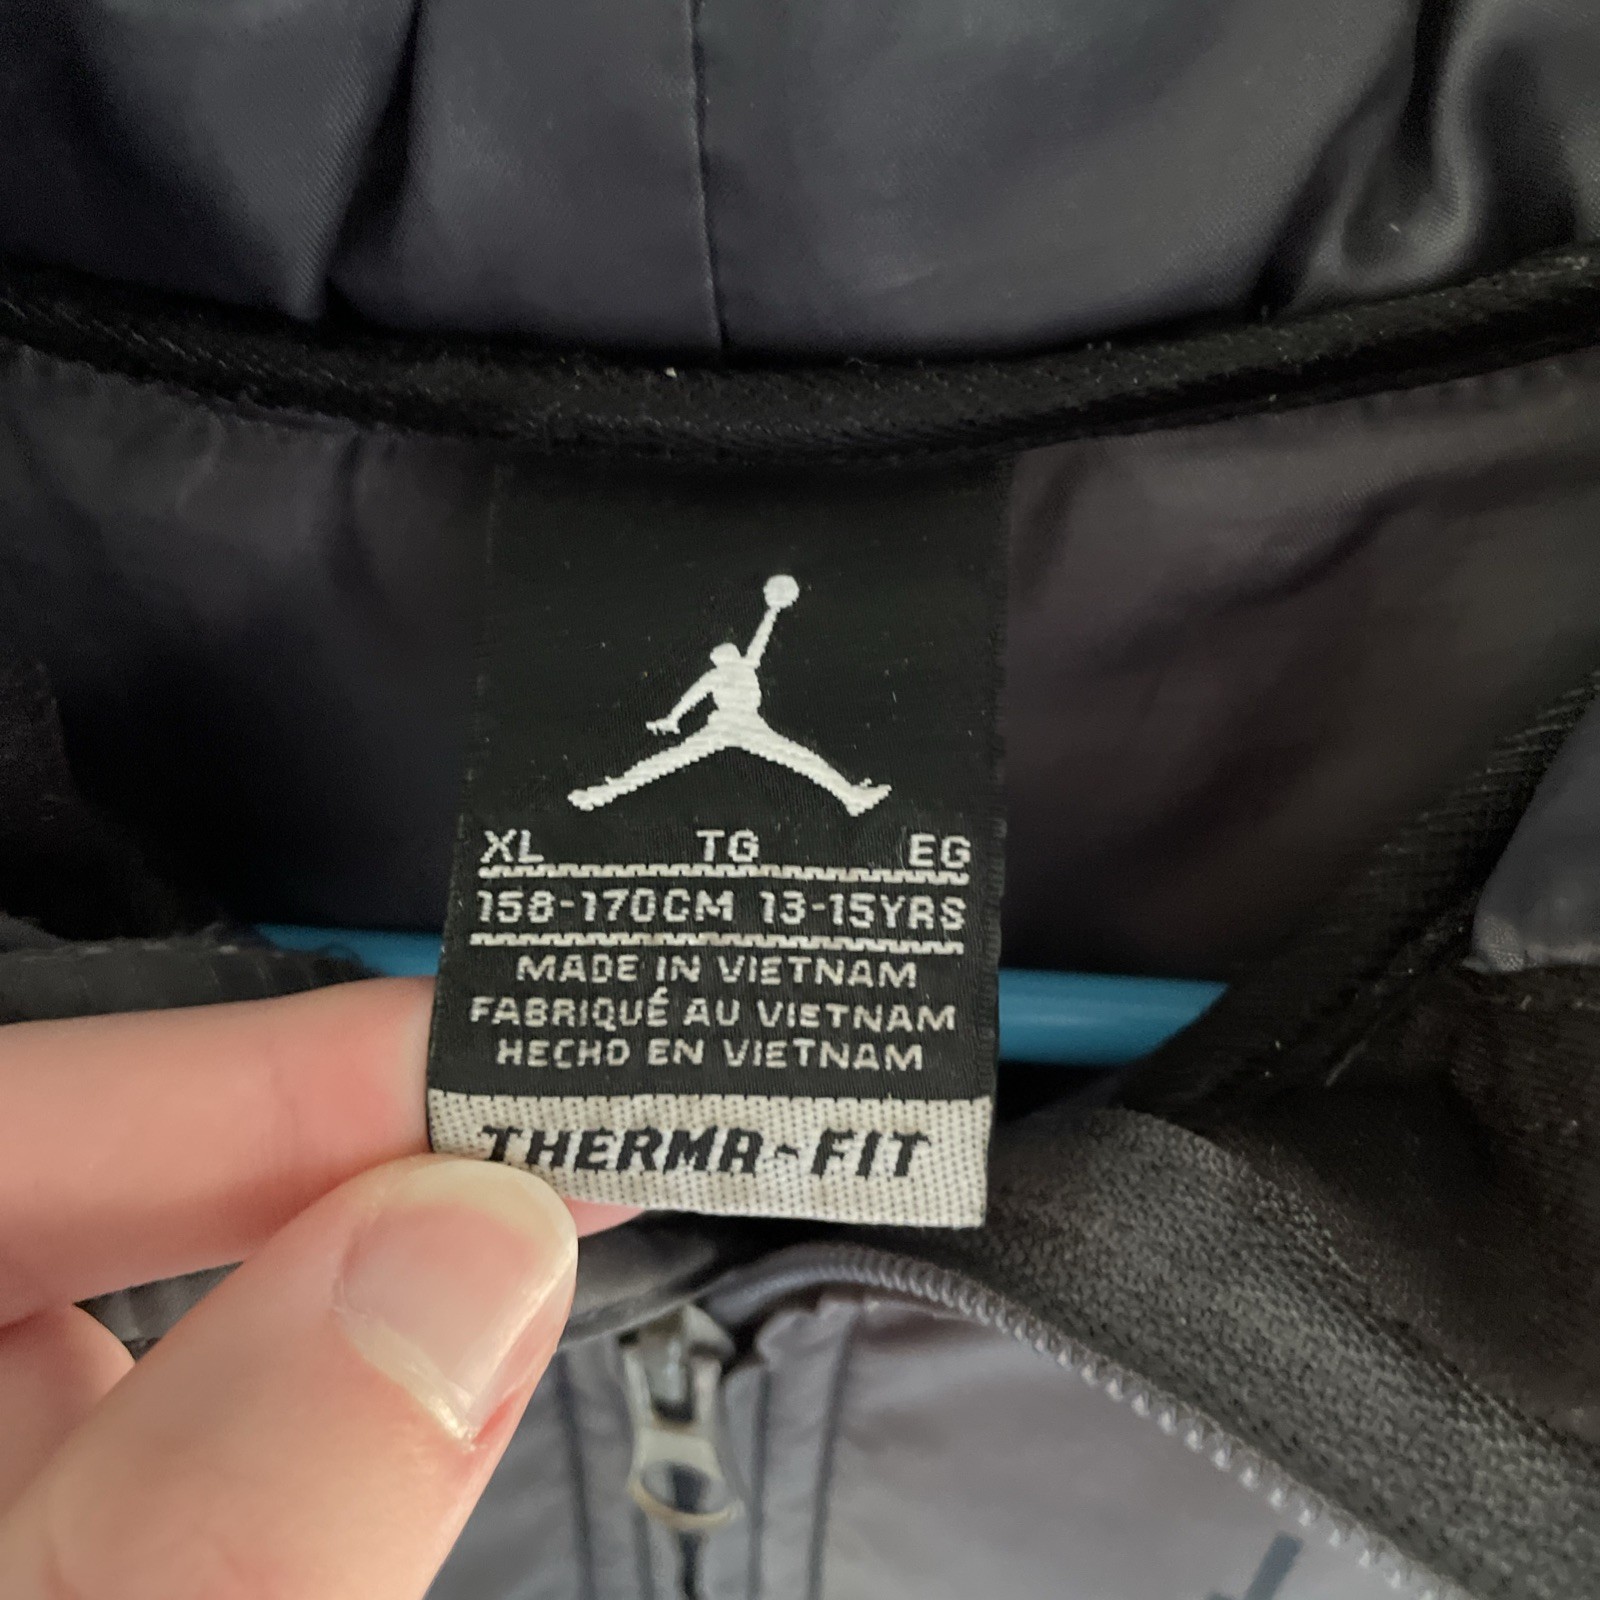 XL TG EG
158-170CM 13-15YRS
MADE IN VIETNAM
FABRIQUÉ AU VIETNAM
HECHO EN VIETNAM
THERMA-FIT